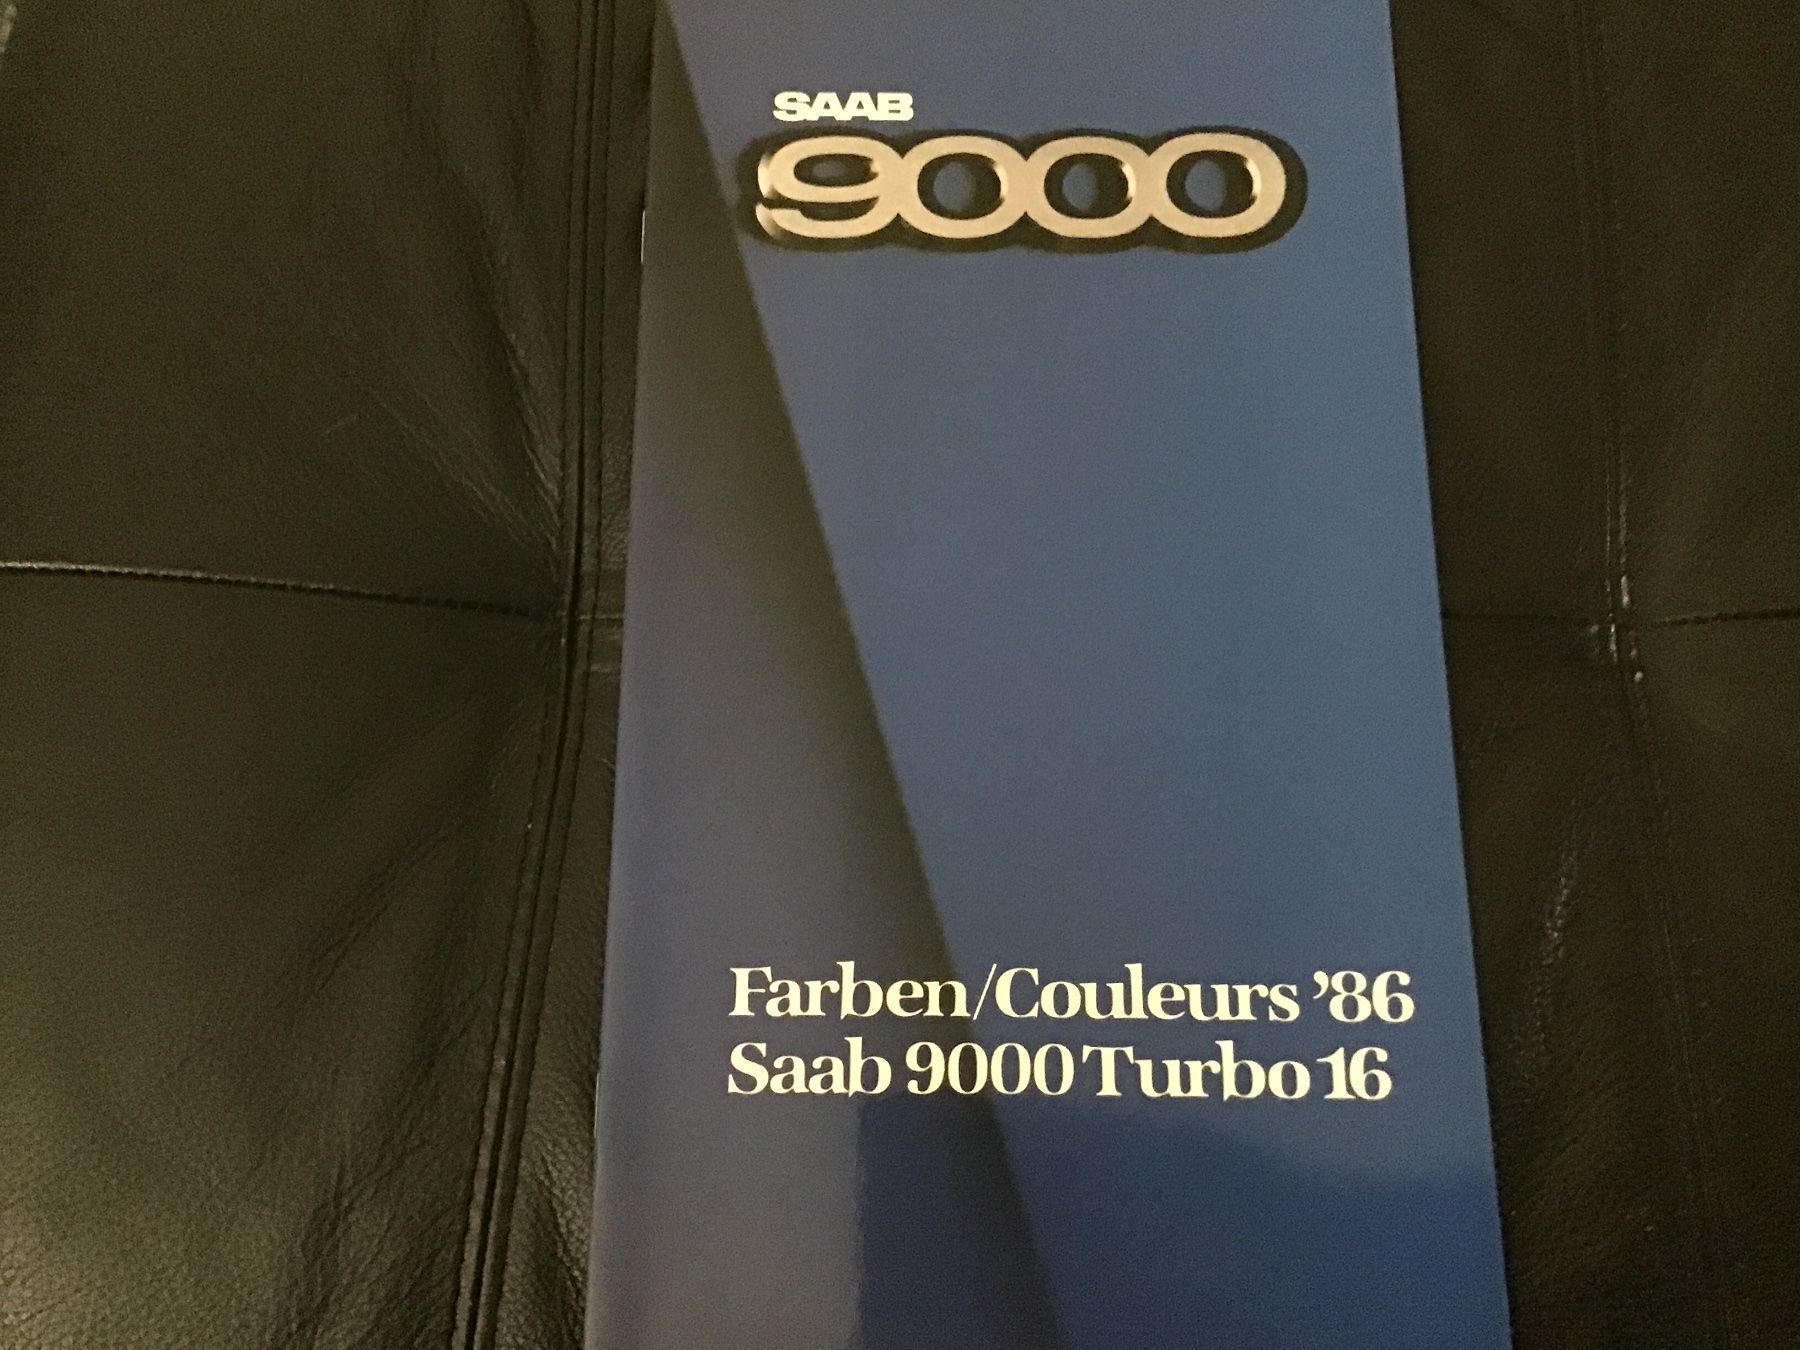 SAAB
9000
Farben/Couleurs ’86
Saab 9000 Turbo 16